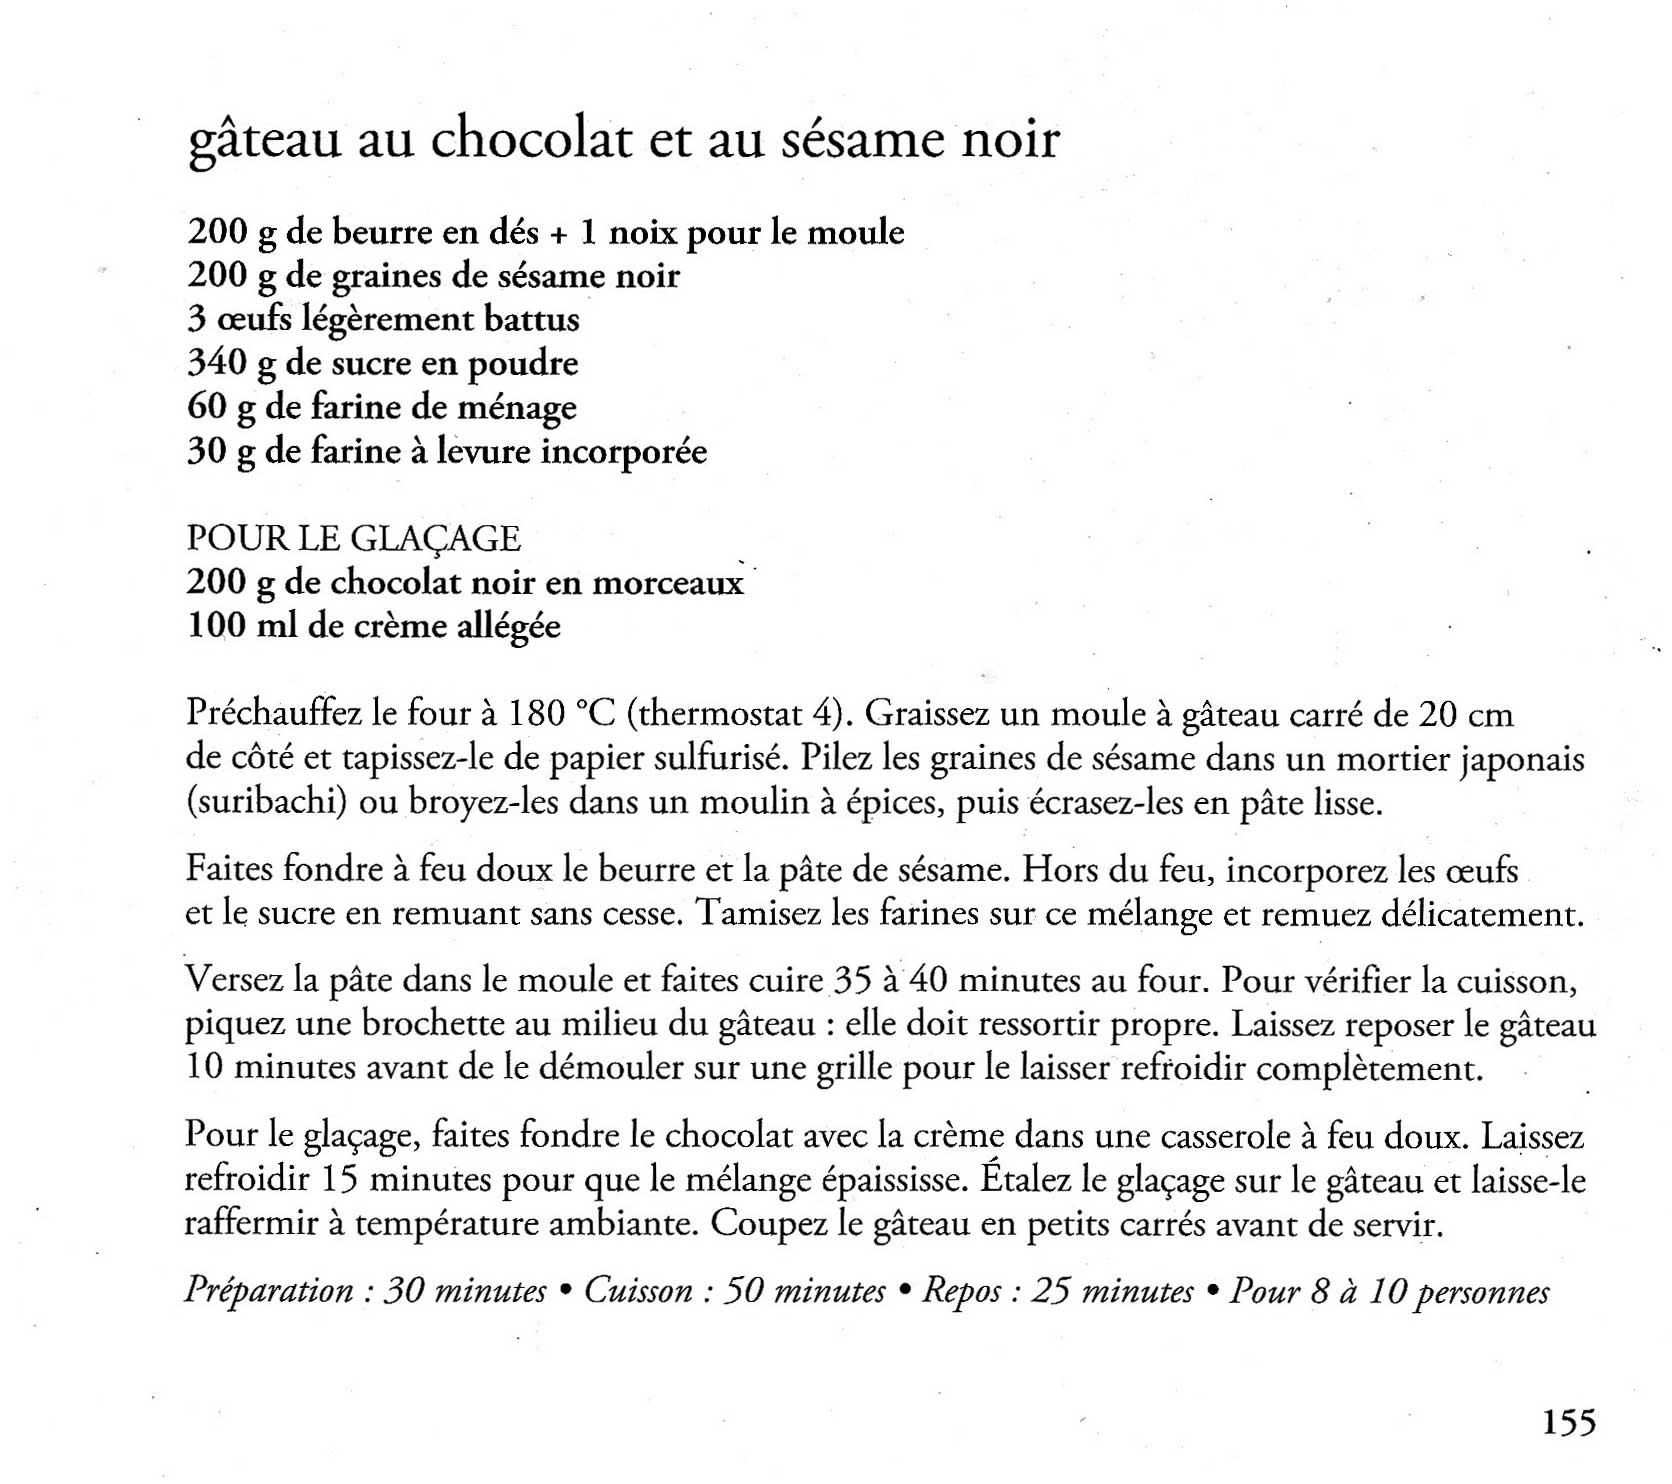 gâteau au chocolat et au sésame noir
200 g de beurre en dés + 1 noix pour le moule
200 g de graines de sésame noir
3 œufs légèrement battus
340 g de sucre en poudre
60 g de farine de ménage
30 g de farine à levure incorporée
POUR LE GLAÇAGE
200 g de chocolat noir en morceaux
100 ml de crème allégée
Préchauffez le four à 180 °C (thermostat 4). Graissez un moule à gâteau carré de 20 cm
de côté et tapissez-le de papier sulfurisé. Pilez les graines de sésame dans un mortier japonais
(suribachi) ou broyez-les dans un moulin à épices, puis écrasez-les en pâte lisse.
Faites fondre à feu doux le beurre et la pâte de sésame. Hors du feu, incorporez les œufs
et le sucre en remuant sans cesse. Tamisez les farines sur ce mélange et remuez délicatement.
Versez la pâte dans le moule et faites cuire 35 à 40 minutes au four. Pour vérifier la cuisson,
piquez une brochette au milieu du gâteau : elle doit ressortir propre. Laissez reposer le gâteau
10 minutes avant de le démouler sur une grille pour le laisser refroidir complètement.
Pour le glaçage, faites fondre le chocolat avec la crème dans une casserole à feu doux. Laissez
refroidir 15 minutes pour que le mélange épaississe. Étalez le glaçage sur le gâteau et laisse-le
raffermir à température ambiante. Coupez le gâteau en petits carrés avant de servir.
Préparation : 30 minutes • Cuisson : 50 minutes • Repos : 25 minutes • Pour 8 à 10 personnes
155